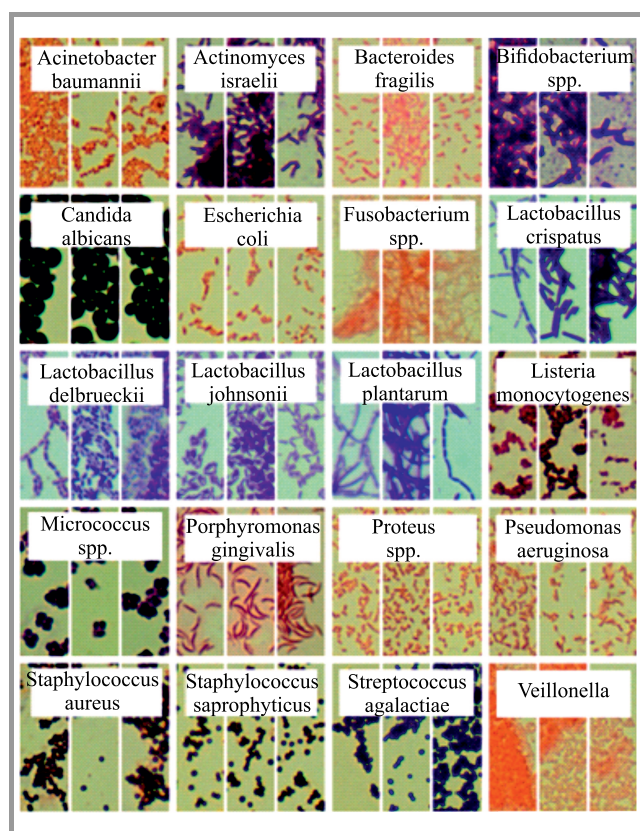 Acinetobacter
baumannii
Actinomyces
israelii
Bacteroides
fragilis
Bifidobacterium
spp.
Candida
albicans
Escherichia
coli
Fusobacterium
spp.
Lactobacillus
crispatus
Lactobacillus
delbrueckii
Lactobacillus
johnsonii
Lactobacillus
plantarum
Listeria
monocytogenes
Micrococcus
spp.
Porphyromonas
gingivalis
Proteus
spp.
Pseudomonas
aeruginosa
Staphylococcus
aureus
Staphylococcus
saprophyticus
Streptococcus
agalactiae
Veillonella